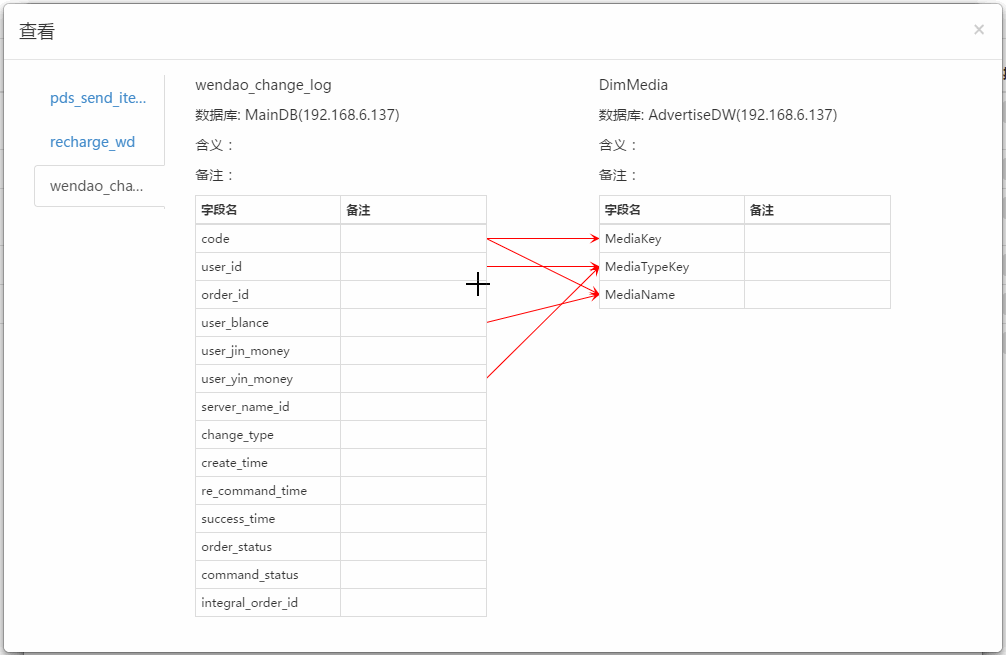 查看
×
pds_send_ite...
recharge_wd
wendao_cha...
wendao_change_log
数据库: MainDB(192.168.6.137)
含义：
备注：
字段名 备注
code
user_id
order_id
user_blance
user_jin_money
user_yin_money
server_name_id
change_type
create_time
re_command_time
success_time
order_status
command_status
integral_order_id
DimMedia
数据库: AdvertiseDW(192.168.6.137)
含义：
备注：
字段名 备注
MediaKey
MediaTypeKey
MediaName